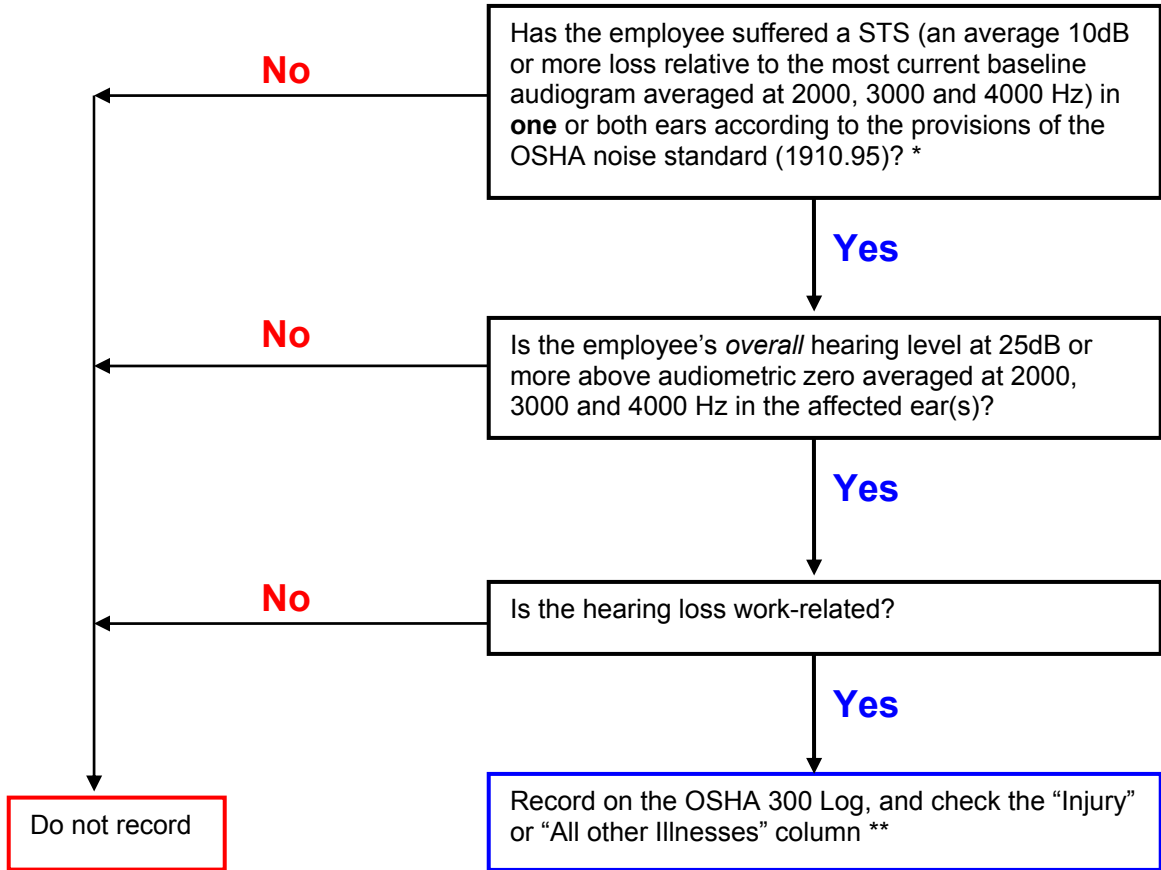 Has the employee suffered a STS (an average 10dB
or more loss relative to the most current baseline
audiogram averaged at 2000, 3000 and 4000 Hz) in
one or both ears according to the provisions of the
OSHA noise standard (1910.95)? *
No
Yes
Is the employee’s overall hearing level at 25dB or
more above audiometric zero averaged at 2000,
3000 and 4000 Hz in the affected ear(s)?
No
Yes
Is the hearing loss work-related?
No
Yes
Record on the OSHA 300 Log, and check the “Injury”
or “All other Illnesses” column **
Do not record